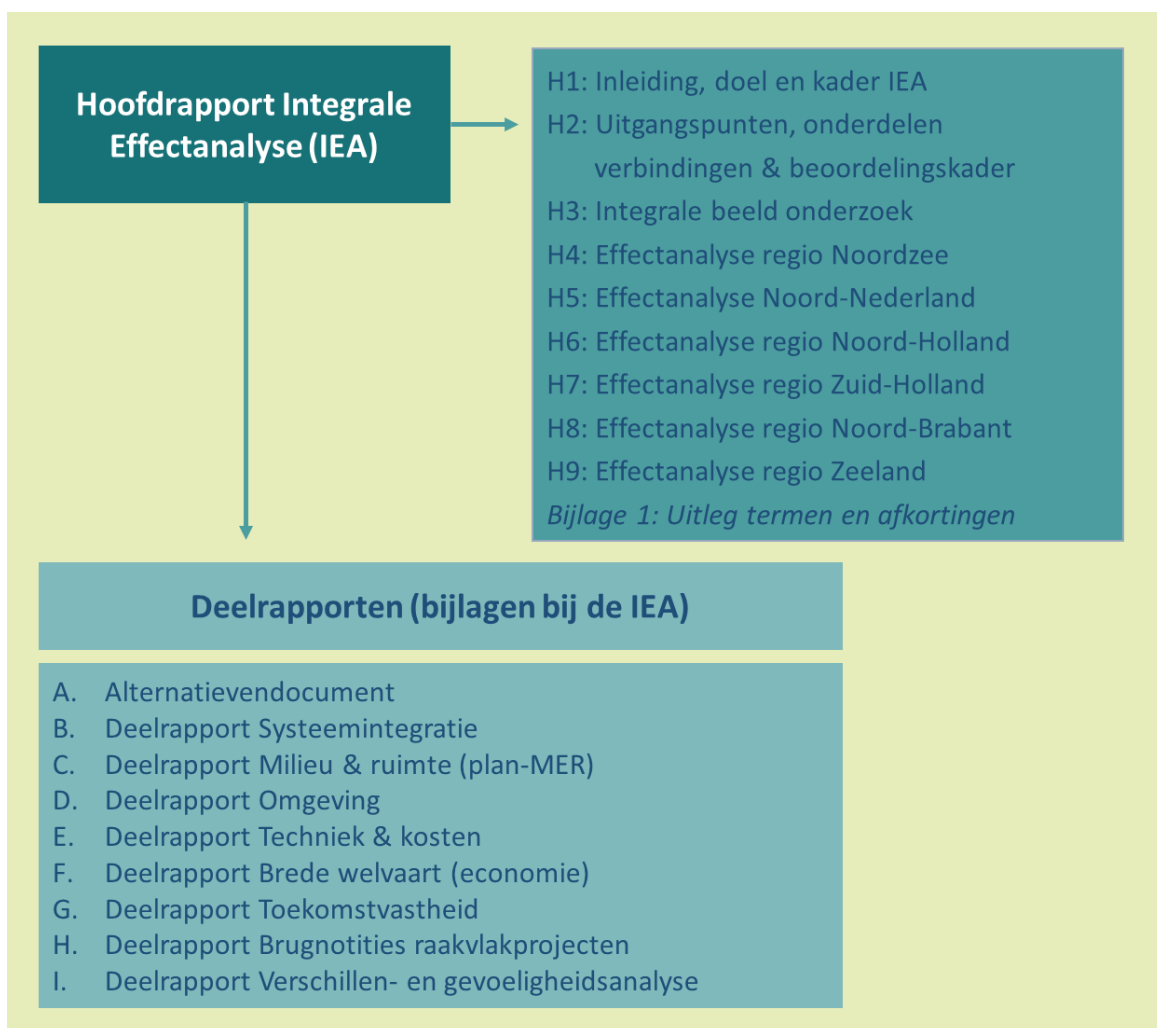 Hoofdrapport Integrale
Effectanalyse (IEA)
H1: Inleiding, doel en kader IEA
H2: Uitgangspunten, onderdelen
verbindingen & beoordelingskader
H3: Integrale beeld onderzoek
H4: Effectanalyse regio Noordzee
H5: Effectanalyse Noord-Nederland
H6: Effectanalyse regio Noord-Holland
H7: Effectanalyse regio Zuid-Holland
H8: Effectanalyse regio Noord-Brabant
H9: Effectanalyse regio Zeeland
Bijlage 1: Uitleg termen en afkortingen
Deelrapporten (bijlagen bij de IEA)
A. Alternatievendocument
B. Deelrapport Systeemintegratie
C. Deelrapport Milieu & ruimte (plan-MER)
D. Deelrapport Omgeving
E. Deelrapport Techniek & kosten
F. Deelrapport Brede welvaart (economie)
G. Deelrapport Toekomstvastheid
H. Deelrapport Brugnotities raakvlakprojecten
I. Deelrapport Verschillen- en gevoeligheidsanalyse